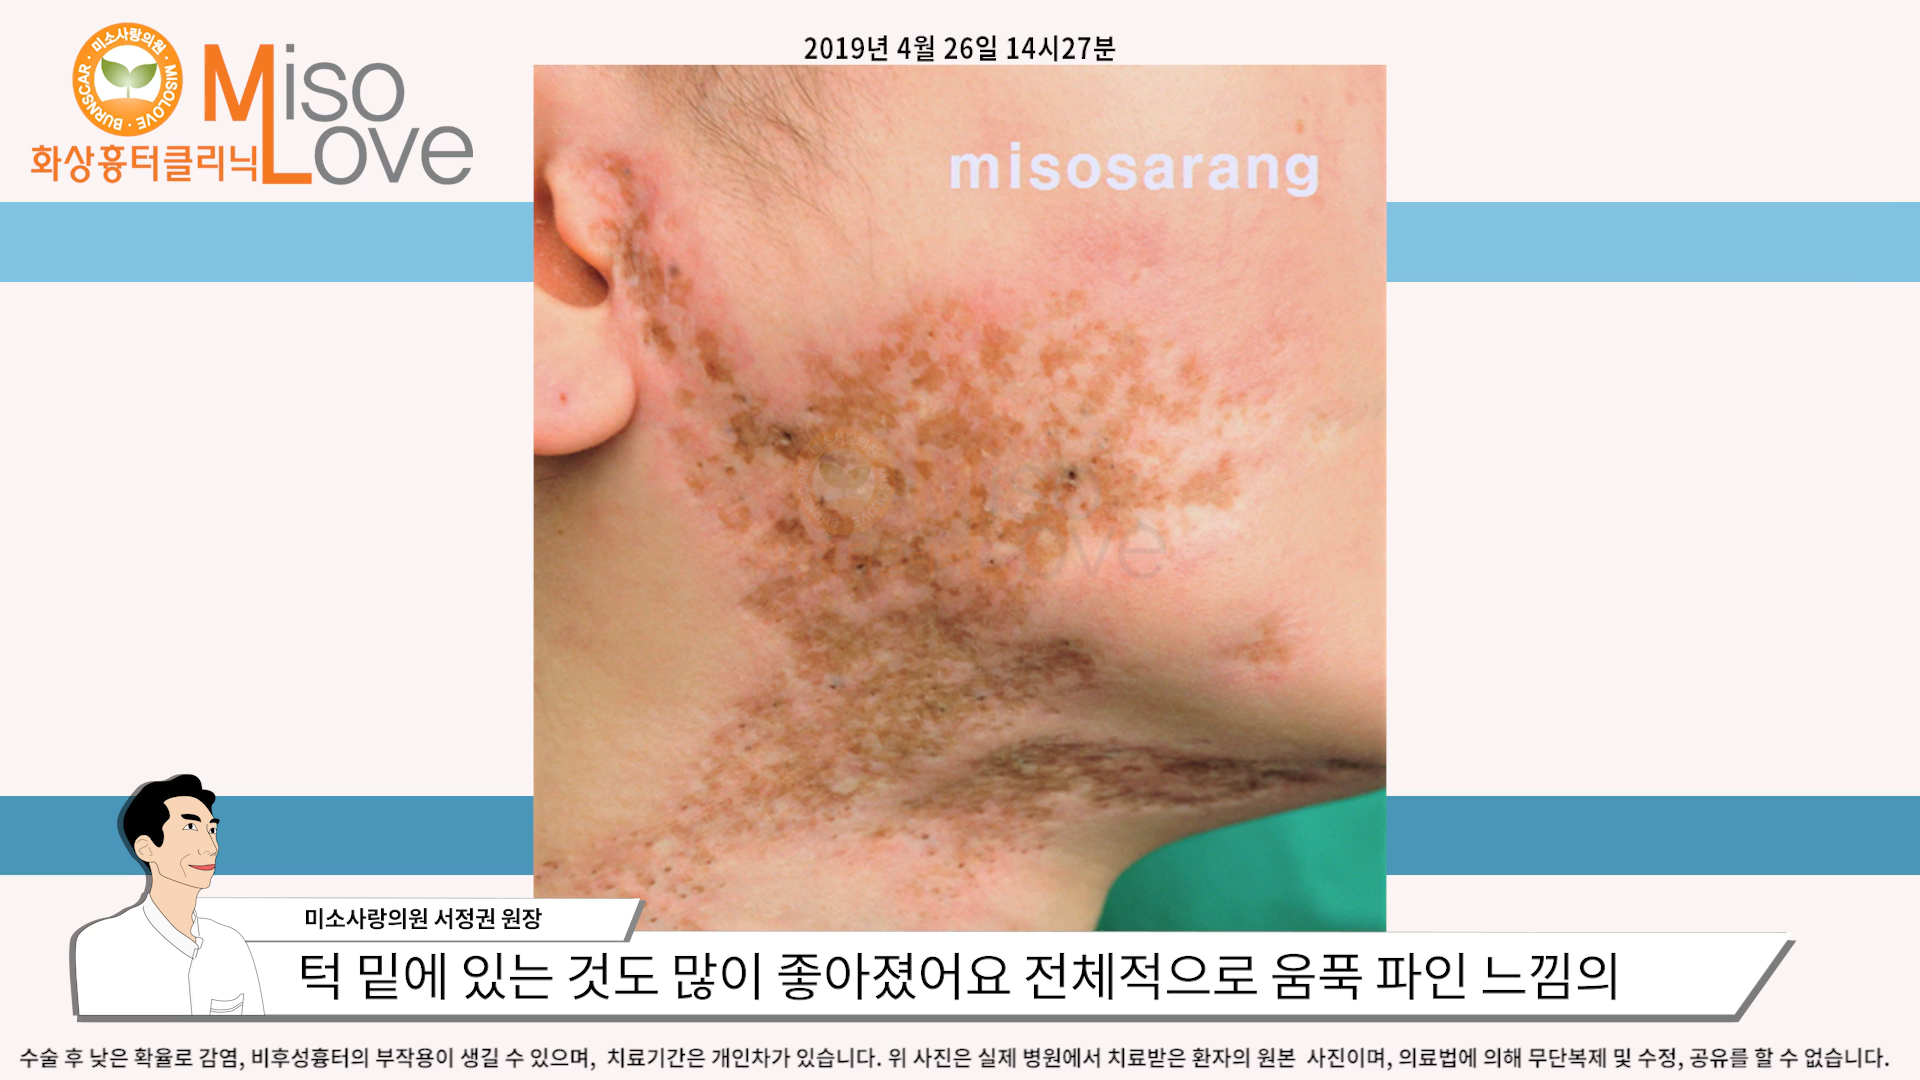 미소사랑의원 · MISOLOVE · BURNSCAR ·
Miso
Love
화상흉터클리닉
2019년 4월 26일 14시27분
misosarang
Love
미소사랑의원 서정권 원장
턱 밑에 있는 것도 많이 좋아졌어요 전체적으로 움푹 파인 느낌의
수술 후 낮은 확율로 감염, 비후성흉터의 부작용이 생길 수 있으며, 치료기간은 개인차가 있습니다. 위 사진은 실제 병원에서 치료받은 환자의 원본 사진이며, 의료법에 의해 무단복제 및 수정, 공유를 할 수 없습니다.